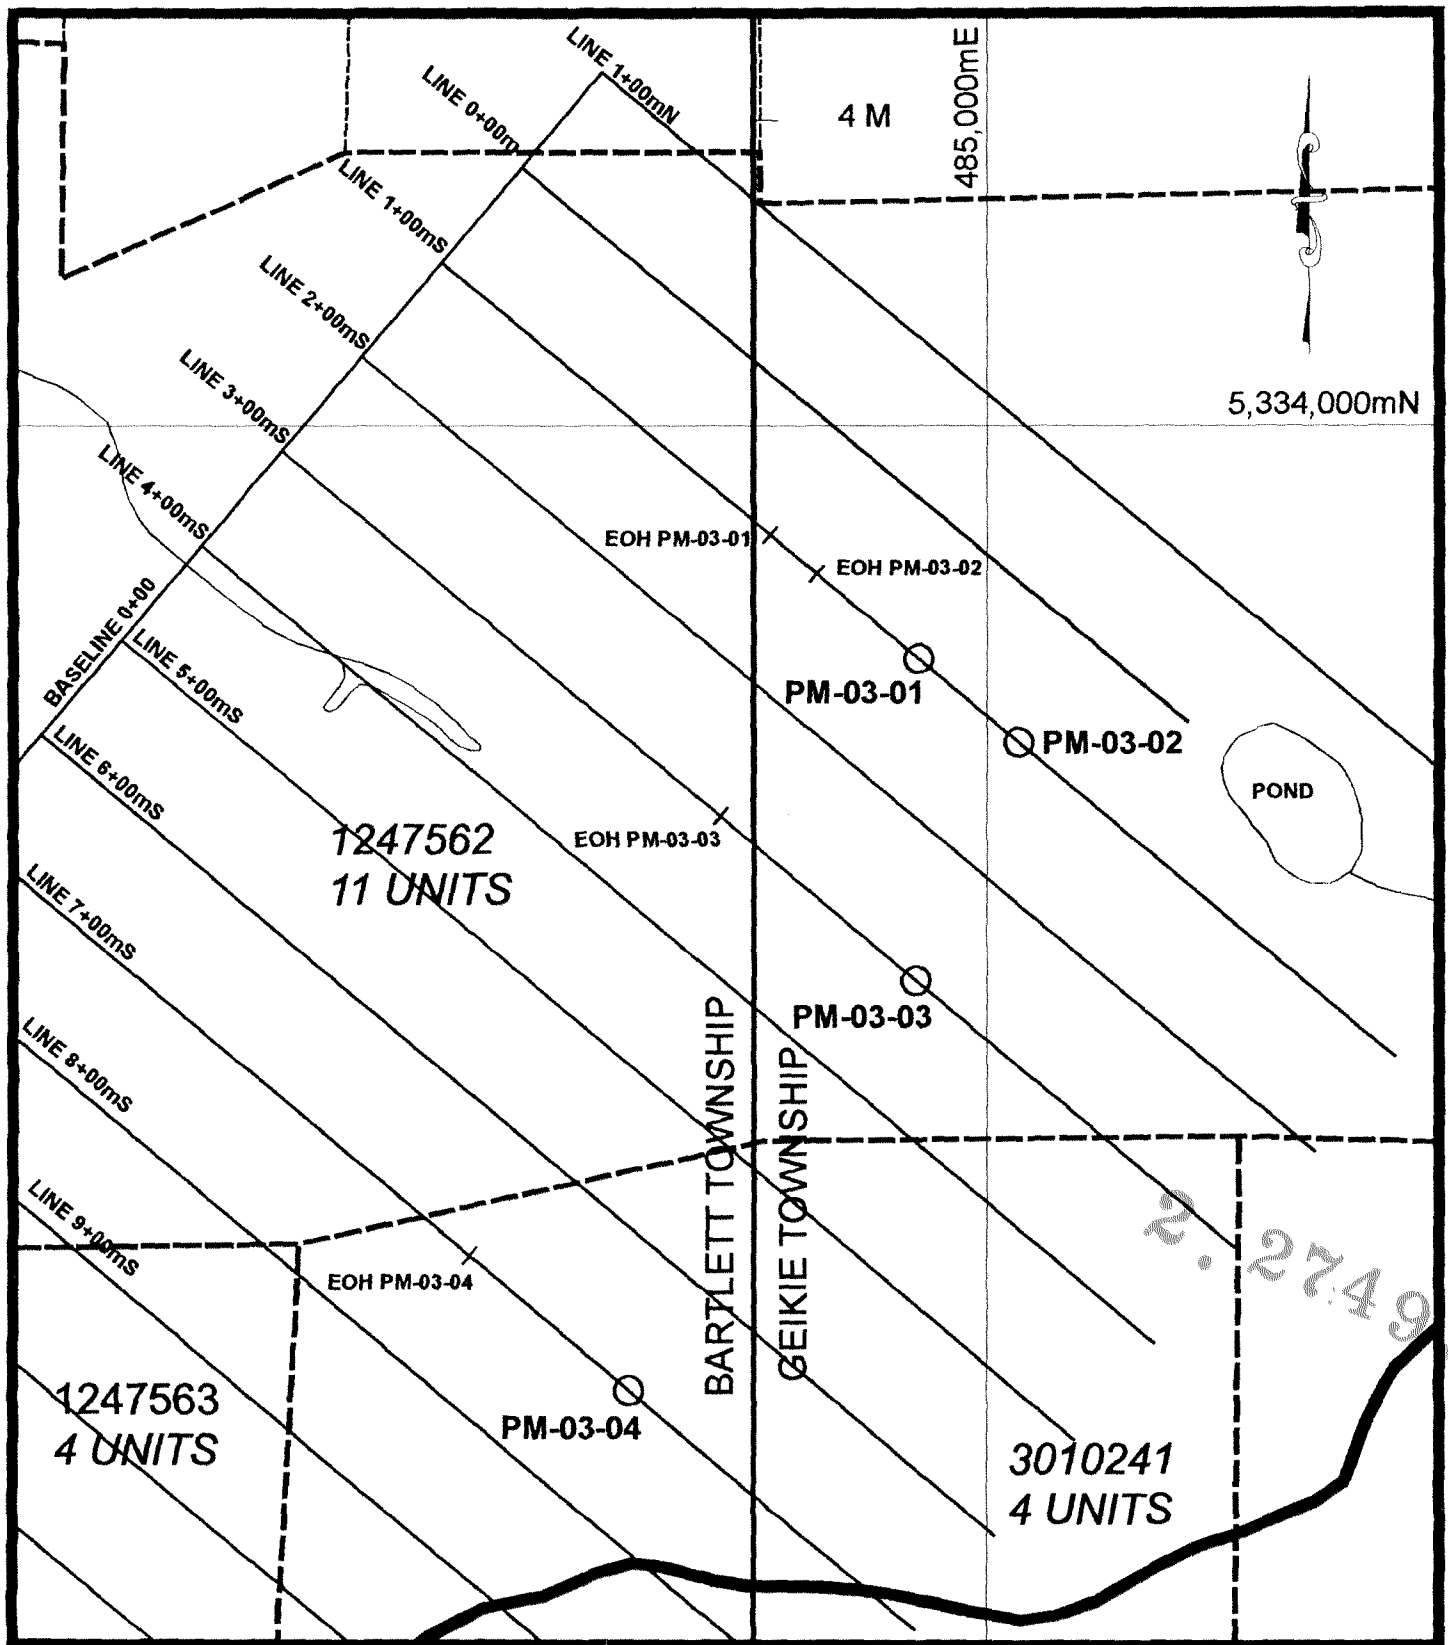 LINE 1+00mN
LINE 0+00m
4 M
485,000mE
LINE 1+00mS
LINE 2+00mS
LINE 3+00mS
5,334,000mN
LINE 4+00mS
EOH PM-03-01
EOH PM-03-02
BASELINE 0+00
LINE 5+00mS
PM-03-01
PM-03-02
LINE 6+00mS
POND
1247562
11 UNITS
EOH PM-03-03
LINE 7+00mS
PM-03-03
BARTLETT TOWNSHIP
GEIKIE TOWNSHIP
LINE 8+00mS
LINE 9+00mS
2.2749
EOH PM-03-04
1247563
4 UNITS
PM-03-04
3010241
4 UNITS